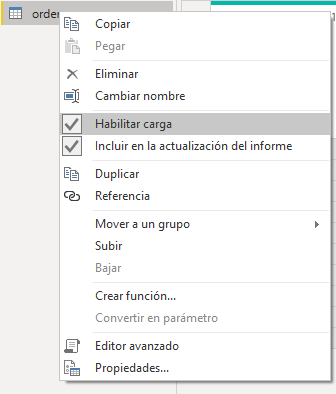 Copiar
Pegar
Eliminar
Cambiar nombre
Habilitar carga
Incluir en la actualización del informe
Duplicar
Referencia
Mover a un grupo
Subir
Bajar
Crear función...
Convertir en parámetro
Editor avanzado
Propiedades...